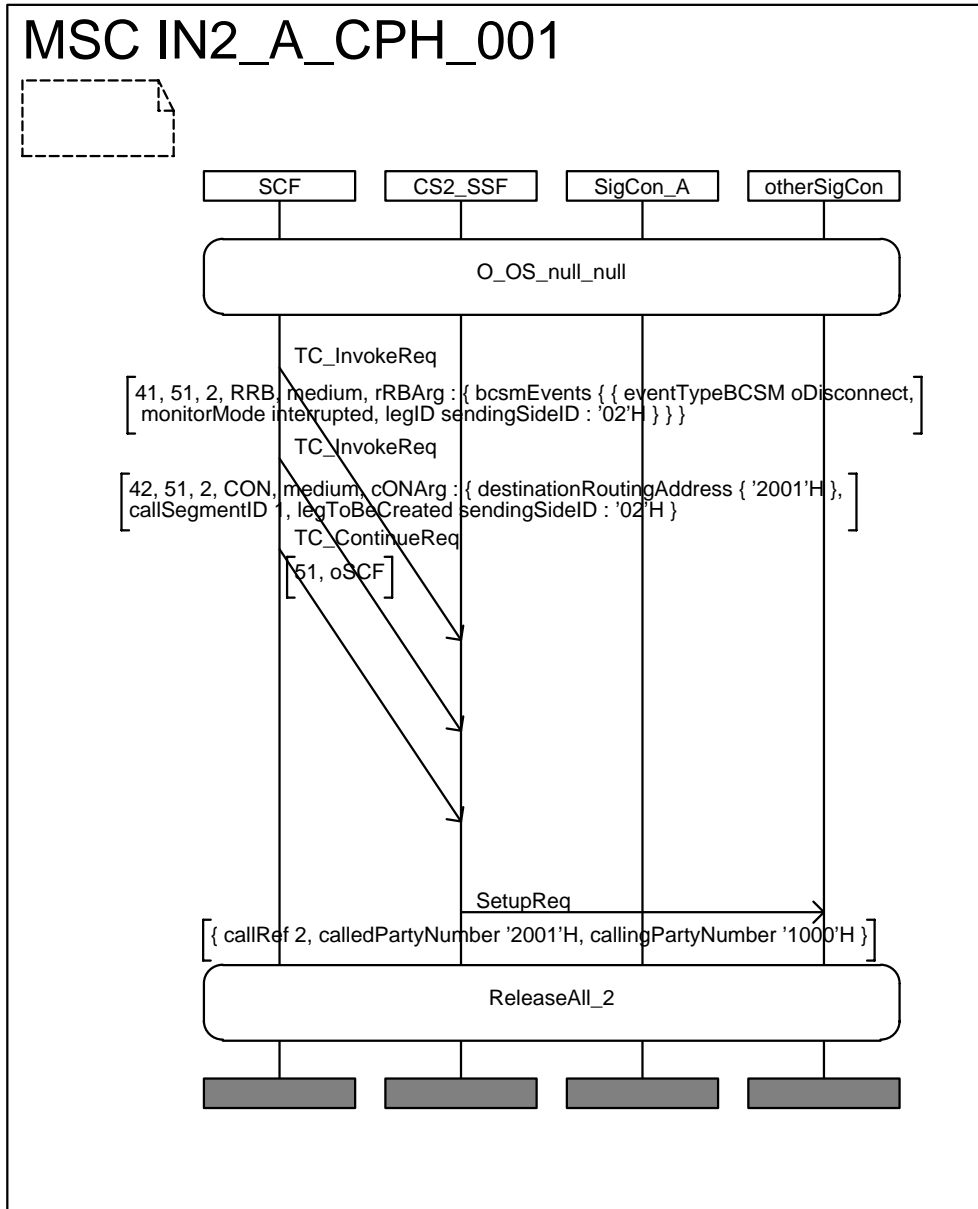 MSC IN2_A_CPH_001
SCF CS2_SSF SigCon_A otherSigCon
O_OS_null_null
TC_InvokeReq
41, 51, 2, RRB, medium, rRBArg : { bcsmEvents { { eventTypeBCSM oDisconnect,
monitorMode interrupted, legID sendingSideID : '02'H } } }
TC_InvokeReq
42, 51, 2, CON, medium, cONArg : { destinationRoutingAddress { '2001'H },
callSegmentID 1, legToBeCreated sendingSideID : '02'H }
TC_ContinueReq
51, oSCF
SetupReq
{ callRef 2, calledPartyNumber '2001'H, callingPartyNumber '1000'H }
ReleaseAll_2